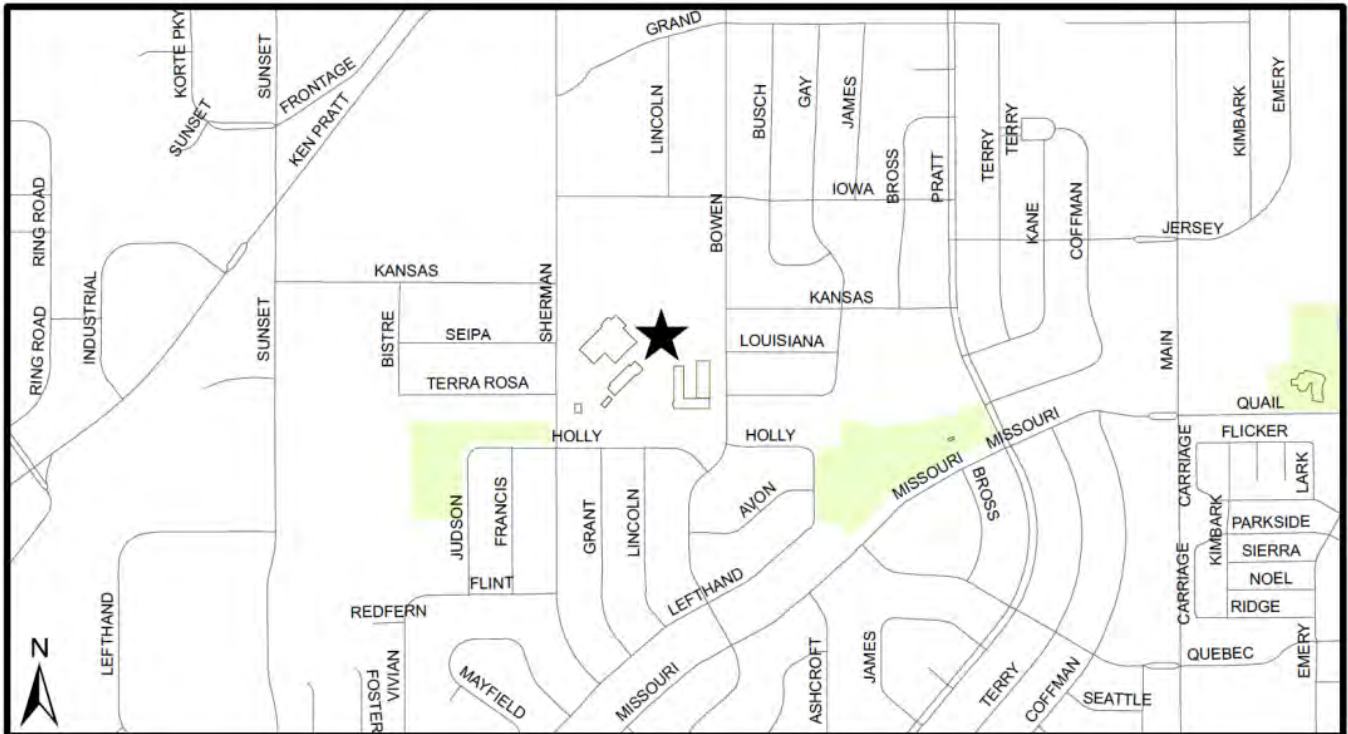 GRAND
KORTE PKY
SUNSET
FRONTAGE
SUNSET
KEN PRATT
LINCOLN
BUSCH
GAY
JAMES
BROSS
PRATT
TERRY
TERRY
KIMBARK
EMERY
IOWA
RING ROAD
BOWEN
KANE
COFFMAN
JERSEY
KANSAS
KANSAS
INDUSTRIAL
RING ROAD
SUNSET
BISTRE
SEIPA
SHERMAN
LOUISIANA
MAIN
TERRA ROSA
QUAIL
HOLLY
HOLLY
MISSOURI
MISSOURI
FLICKER
CARRIAGE
LARK
JUDSON
FRANCIS
GRANT
LINCOLN
AVON
BROSS
KIMBARK
PARKSIDE
SIERRA
NOEL
RIDGE
CARRIAGE
FLINT
LEFTHAND
REDFERN
LEFTHAND
N
VIVIAN
FOSTER
MAYFIELD
MISSOURI
ASHCROFT
JAMES
TERRY
COFFMAN
SEATTLE
QUEBEC
EMERY